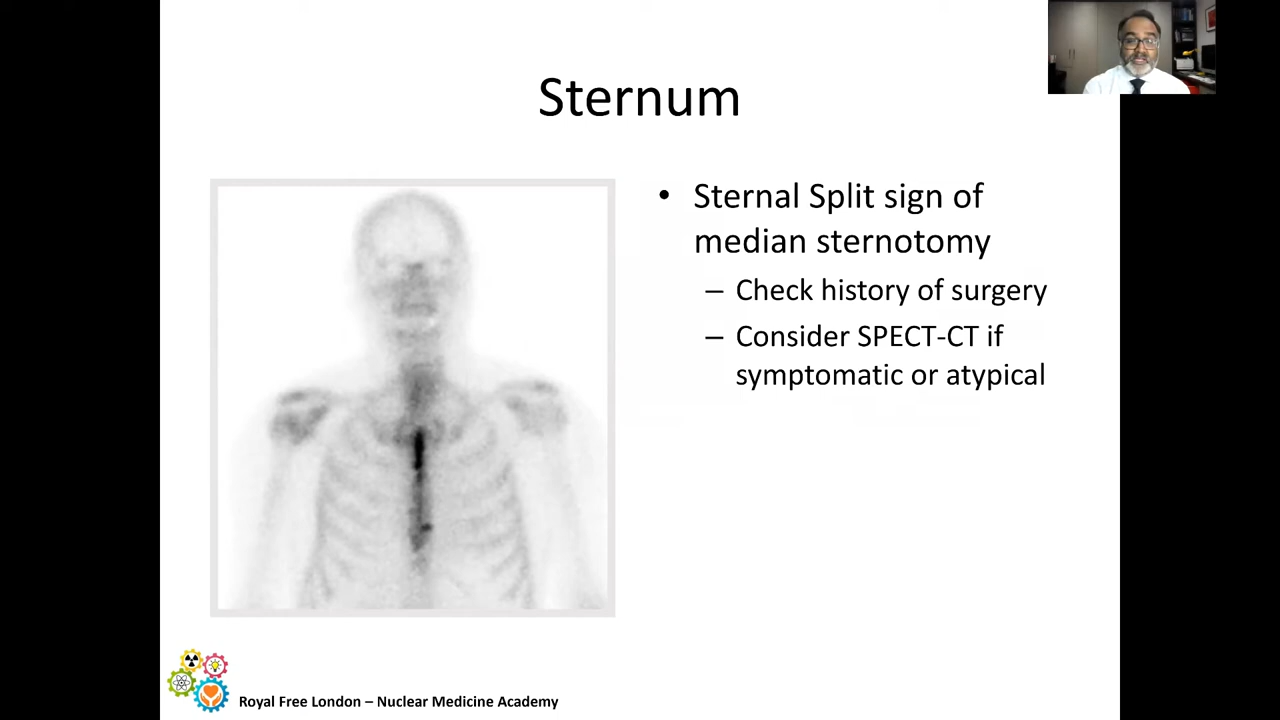 Sternum
• Sternal Split sign of
median sternotomy
– Check history of surgery
– Consider SPECT-CT if
symptomatic or atypical
Royal Free London – Nuclear Medicine Academy